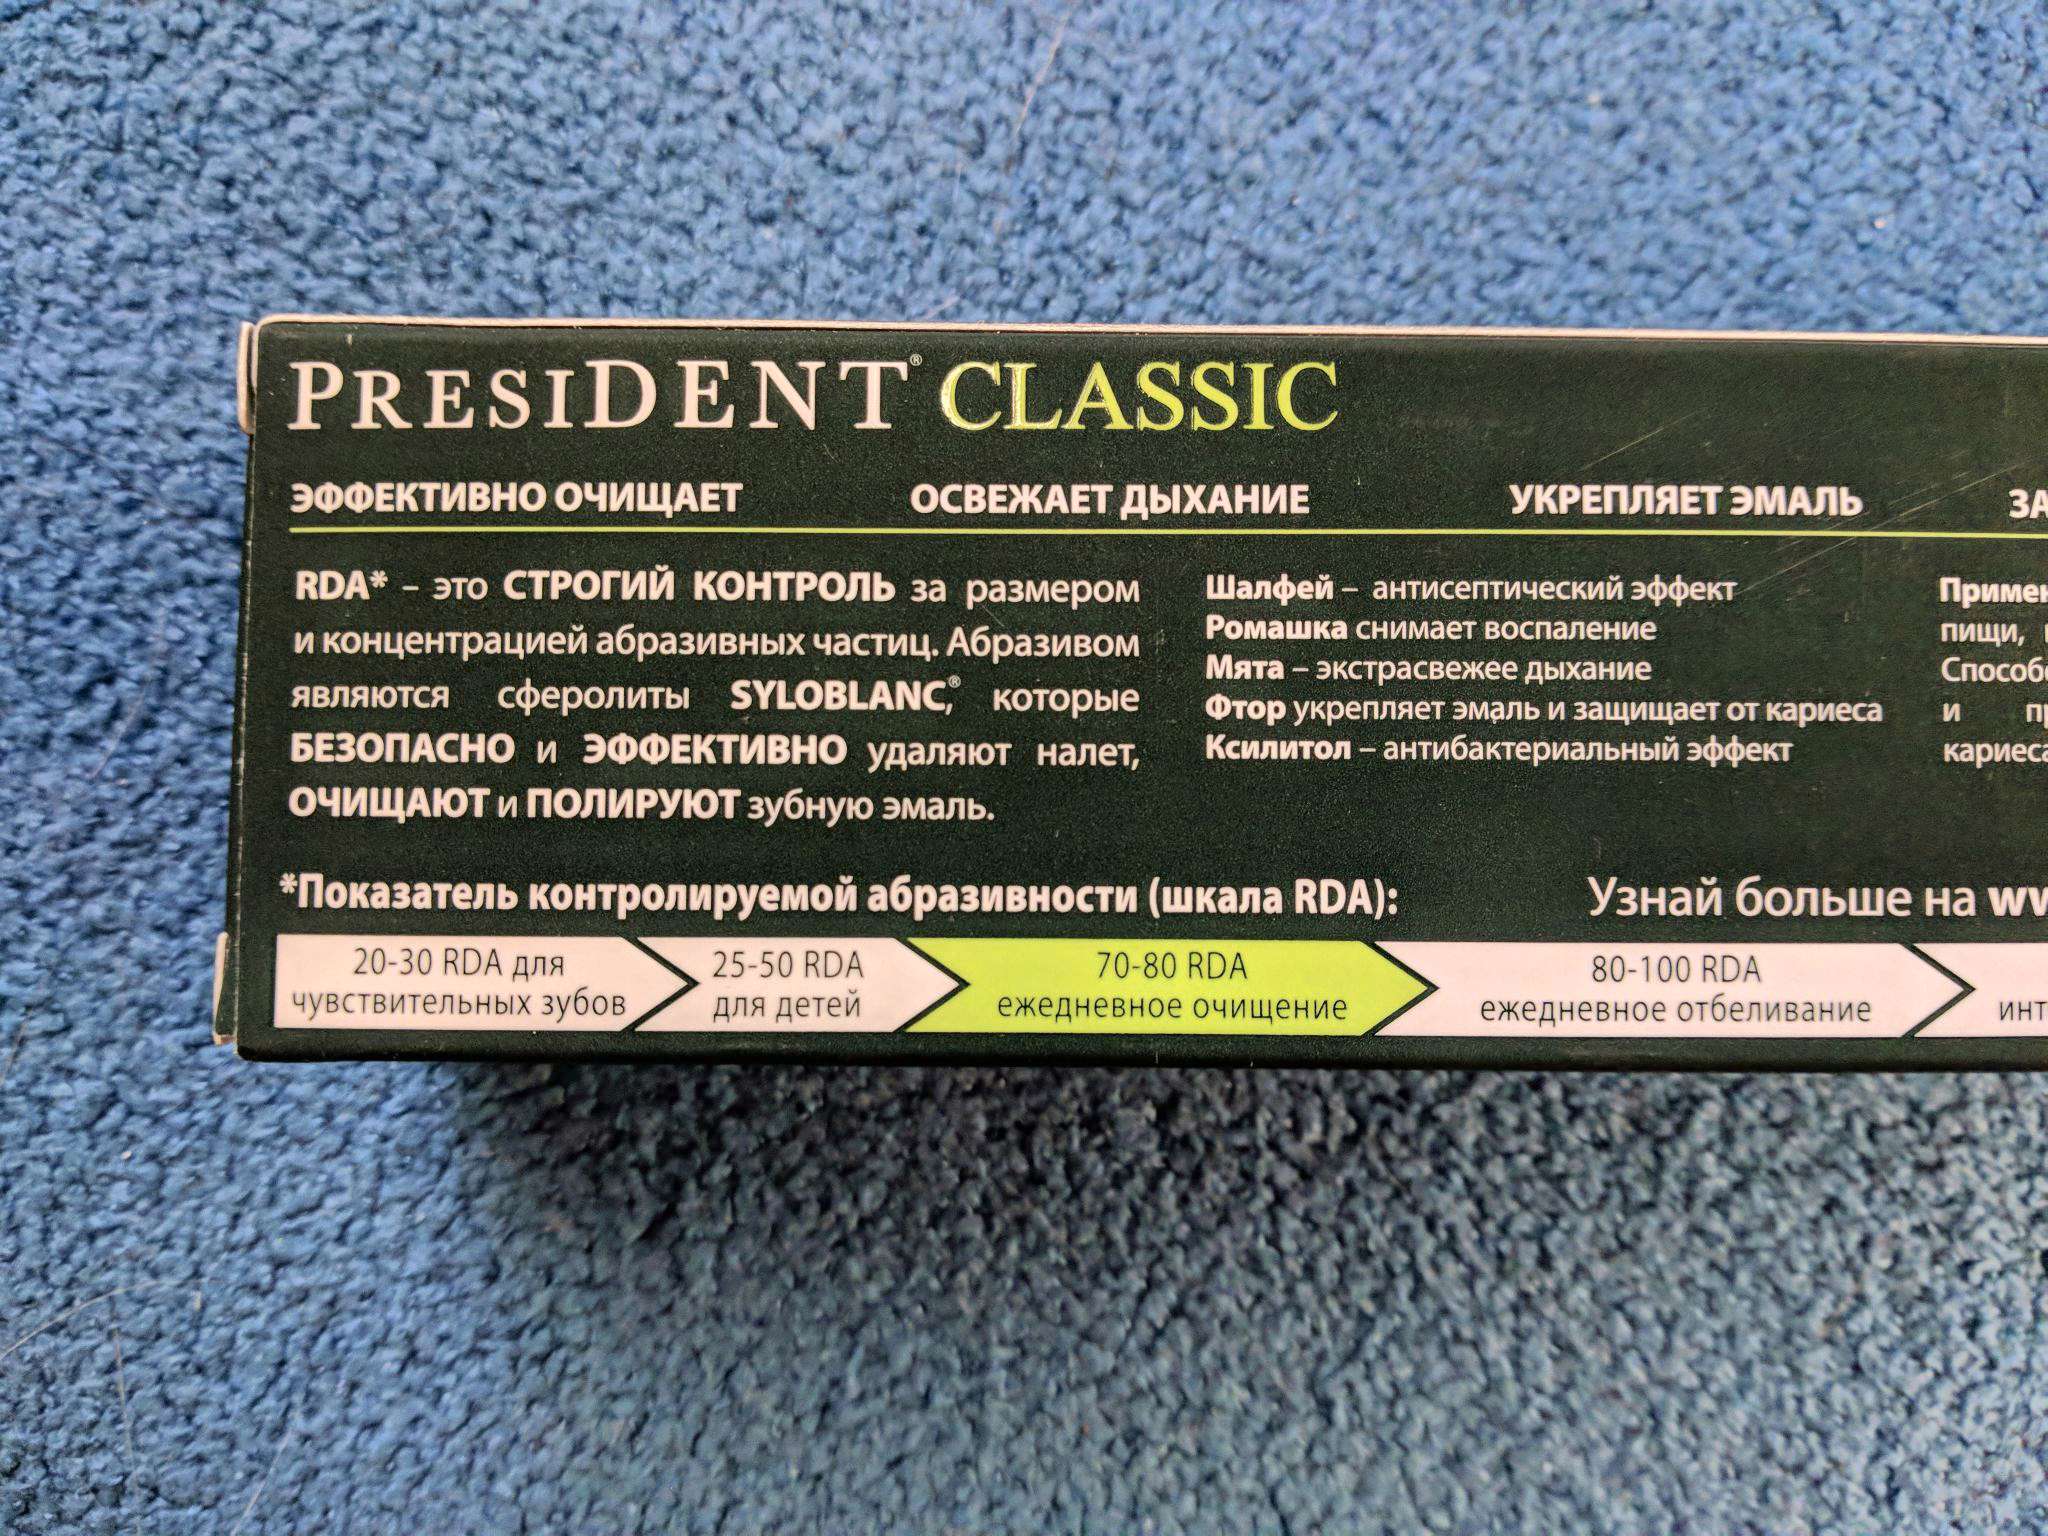 PRESIDENT® CLASSIC
ЭФФЕКТИВНО ОЧИЩАЕТ ОСВЕЖАЕТ ДЫХАНИЕ УКРЕПЛЯЕТ ЭМАЛЬ ЗА
RDA* – это СТРОГИЙ КОНТРОЛЬ за размером
и концентрацией абразивных частиц. Абразивом
являются сферолиты SYLOBLANC®, которые
БЕЗОПАСНО и ЭФФЕКТИВНО удаляют налет,
ОЧИЩАЮТ и ПОЛИРУЮТ зубную эмаль.
Шалфей – антисептический эффект
Ромашка снимает воспаление
Мята – экстрасвежее дыхание
Фтор укрепляет эмаль и защищает от кариеса
Ксилитол – антибактериальный эффект
Примен
пищи,
Способ
и п
кариеса
*Показатель контролируемой абразивности (шкала RDA):
Узнай больше на
20-30 RDA для
чувствительных зубов
25-50 RDA
для детей
70-80 RDA
ежедневное очищение
80-100 RDA
ежедневное отбеливание
инт